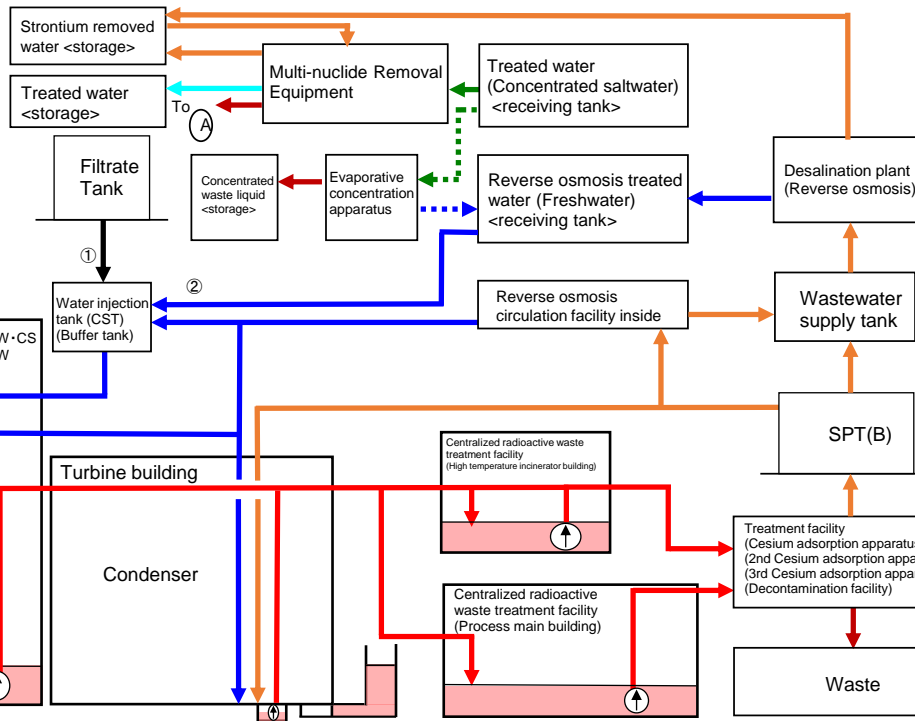 Strontium removed
water <storage>
Multi-nuclide Removal
Equipment
Treated water
(Concentrated saltwater)
<receiving tank>
Treated water
<storage>
To
A
Filtrate
Tank
Concentrated
waste liquid
<storage>
Evaporative
concentration
apparatus
Reverse osmosis treated
water (Freshwater)
<receiving tank>
Desalination plant
(Reverse osmosis)
①
②
Water injection
tank (CST)
(Buffer tank)
Reverse osmosis
circulation facility inside
Wastewater
supply tank
W・CS
W
SPT(B)
Centralized radioactive waste
treatment facility
(High temperature incinerator building)
Turbine building
Condenser
Treatment facility
(Cesium adsorption apparatus
(2nd Cesium adsorption appa
(3rd Cesium adsorption appar
(Decontamination facility)
Centralized radioactive
waste treatment facility
(Process main building)
Waste